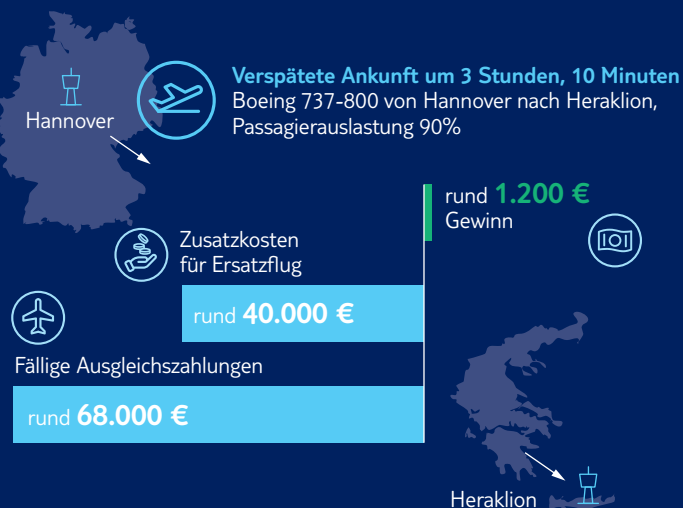 Verspätete Ankunft um 3 Stunden, 10 Minuten
Boeing 737-800 von Hannover nach Heraklion,
Passagierauslastung 90%
Hannover
rund 1.200 €
Gewinn
Zusatzkosten
für Ersatzflug
rund 40.000 €
Fällige Ausgleichszahlungen
rund 68.000 €
Heraklion